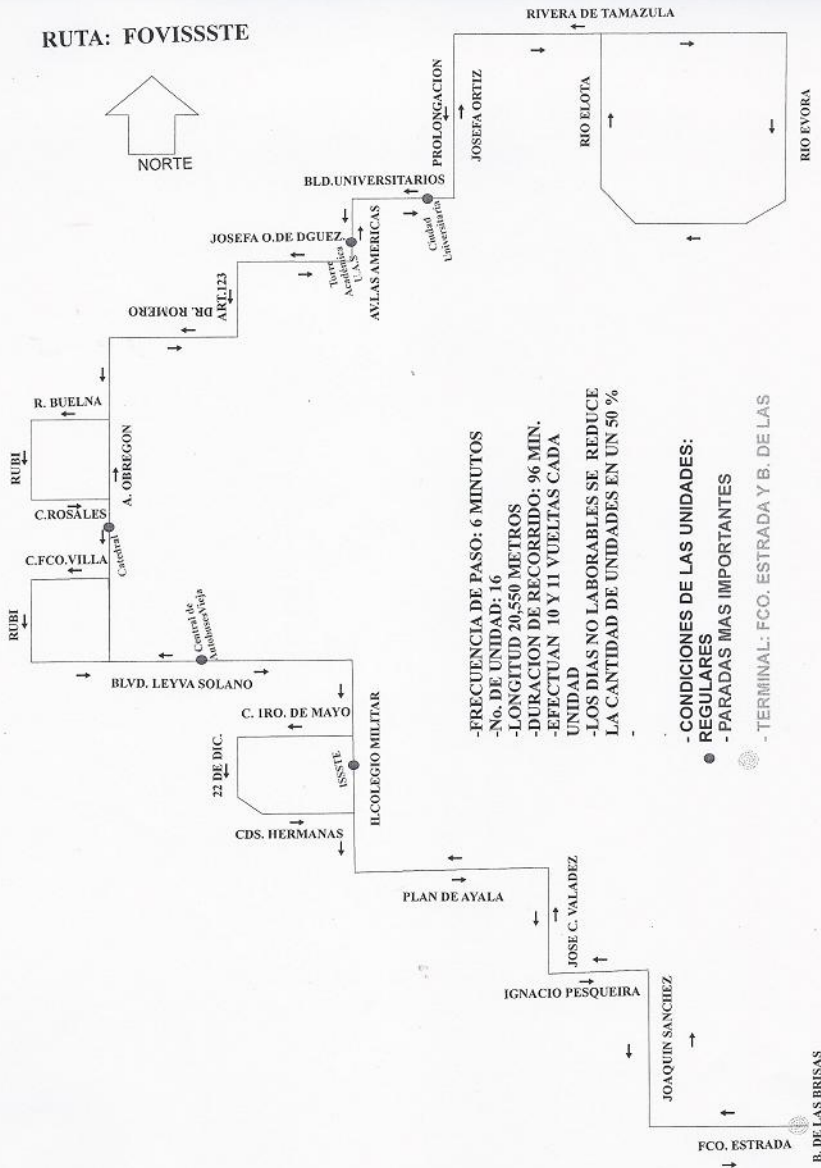 RUTA: FOVISSSTE
NORTE
RIVERA DE TAMAZULA
PROLONGACION
JOSEFA ORTIZ
RIO ELOTA
RIO EVORA
BLD.UNIVERSITARIOS
Ciudad
Universitaria
JOSEFA O.DE DGUEZ.
Torre
Académica
U.A.S
AV.LAS AMERICAS
ART.123
DR. ROMERO
R. BUELNA
RUBI
A. OBREGON
C.ROSALES
Catedral
C.FCO.VILLA
RUBI
Central de
AutobusesVieja
BLVD. LEYVA SOLANO
C. 1RO. DE MAYO
22 DE DIC.
ISSSTE
H.COLEGIO MILITAR
CDS. HERMANAS
PLAN DE AYALA
JOSE C. VALADEZ
IGNACIO PESQUEIRA
JOAQUIN SANCHEZ
FCO. ESTRADA
B. DE LAS BRISAS
-FRECUENCIA DE PASO: 6 MINUTOS
-No. DE UNIDAD: 16
-LONGITUD 20,550 METROS
-DURACION DE RECORRIDO: 96 MIN.
-EFECTUAN 10 Y 11 VUELTAS CADA
UNIDAD
-LOS DIAS NO LABORABLES SE REDUCE
LA CANTIDAD DE UNIDADES EN UN 50 %
-
- CONDICIONES DE LAS UNIDADES:
REGULARES
- PARADAS MAS IMPORTANTES
- TERMINAL: FCO. ESTRADA Y B. DE LAS